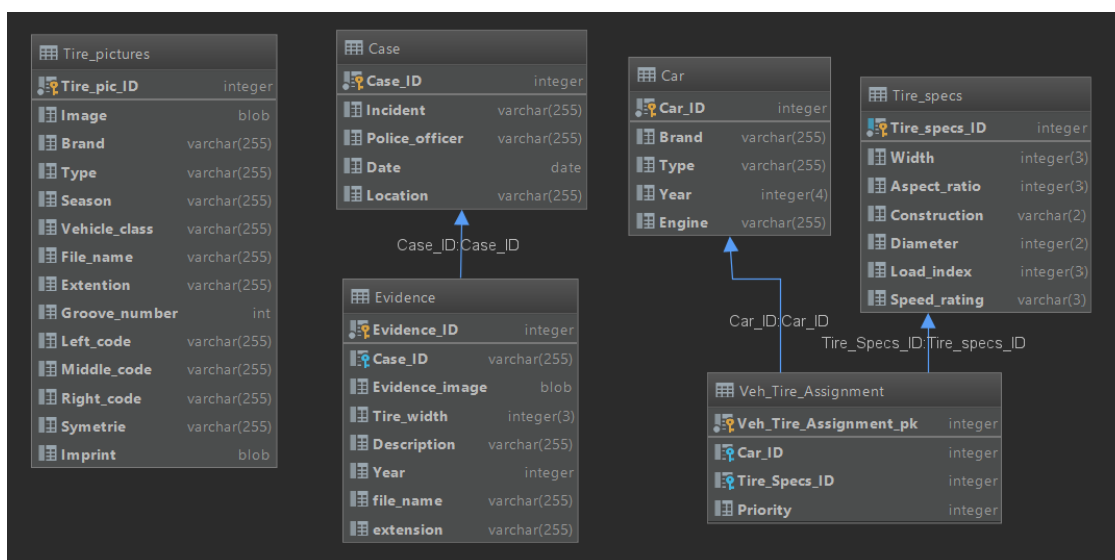 Tire_pictures
Tire_pic_ID integer
Image blob
Brand varchar(255)
Type varchar(255)
Season varchar(255)
Vehicle_class varchar(255)
File_name varchar(255)
Extention varchar(255)
Groove_number int
Left_code varchar(255)
Middle_code varchar(255)
Right_code varchar(255)
Symetrie varchar(255)
Imprint blob
Case
Case_ID integer
Incident varchar(255)
Police_officer varchar(255)
Date date
Location varchar(255)
Case_ID:Case_ID
Evidence
Evidence_ID integer
Case_ID varchar(255)
Evidence_image blob
Tire_width integer(3)
Description varchar(255)
Year integer
file_name varchar(255)
extension varchar(255)
Car
Car_ID integer
Brand varchar(255)
Type varchar(255)
Year integer(4)
Engine varchar(255)
Tire_specs
Tire_specs_ID integer
Width integer(3)
Aspect_ratio integer(3)
Construction varchar(2)
Diameter integer(2)
Load_index integer(3)
Speed_rating varchar(3)
Car_ID:Car_ID
Tire_Specs_ID:Tire_specs_ID
Veh_Tire_Assignment
Veh_Tire_Assignment_pk integer
Car_ID integer
Tire_Specs_ID integer
Priority integer